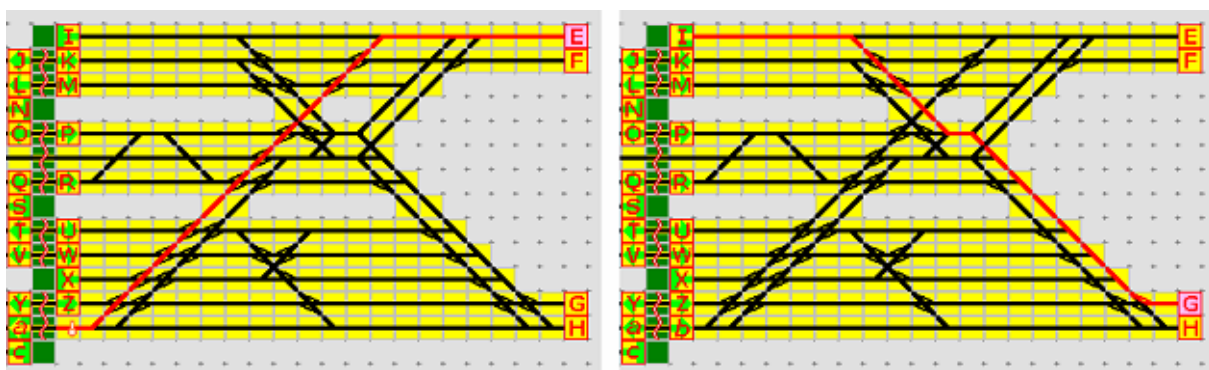 I E
J K F
L M
N
O P
Q R
S
T U
V W
X
Y Z G
a H
c
I E
J K F
L M
N
O P
Q R
S
T U
V W
X
Y Z G
a b H
c